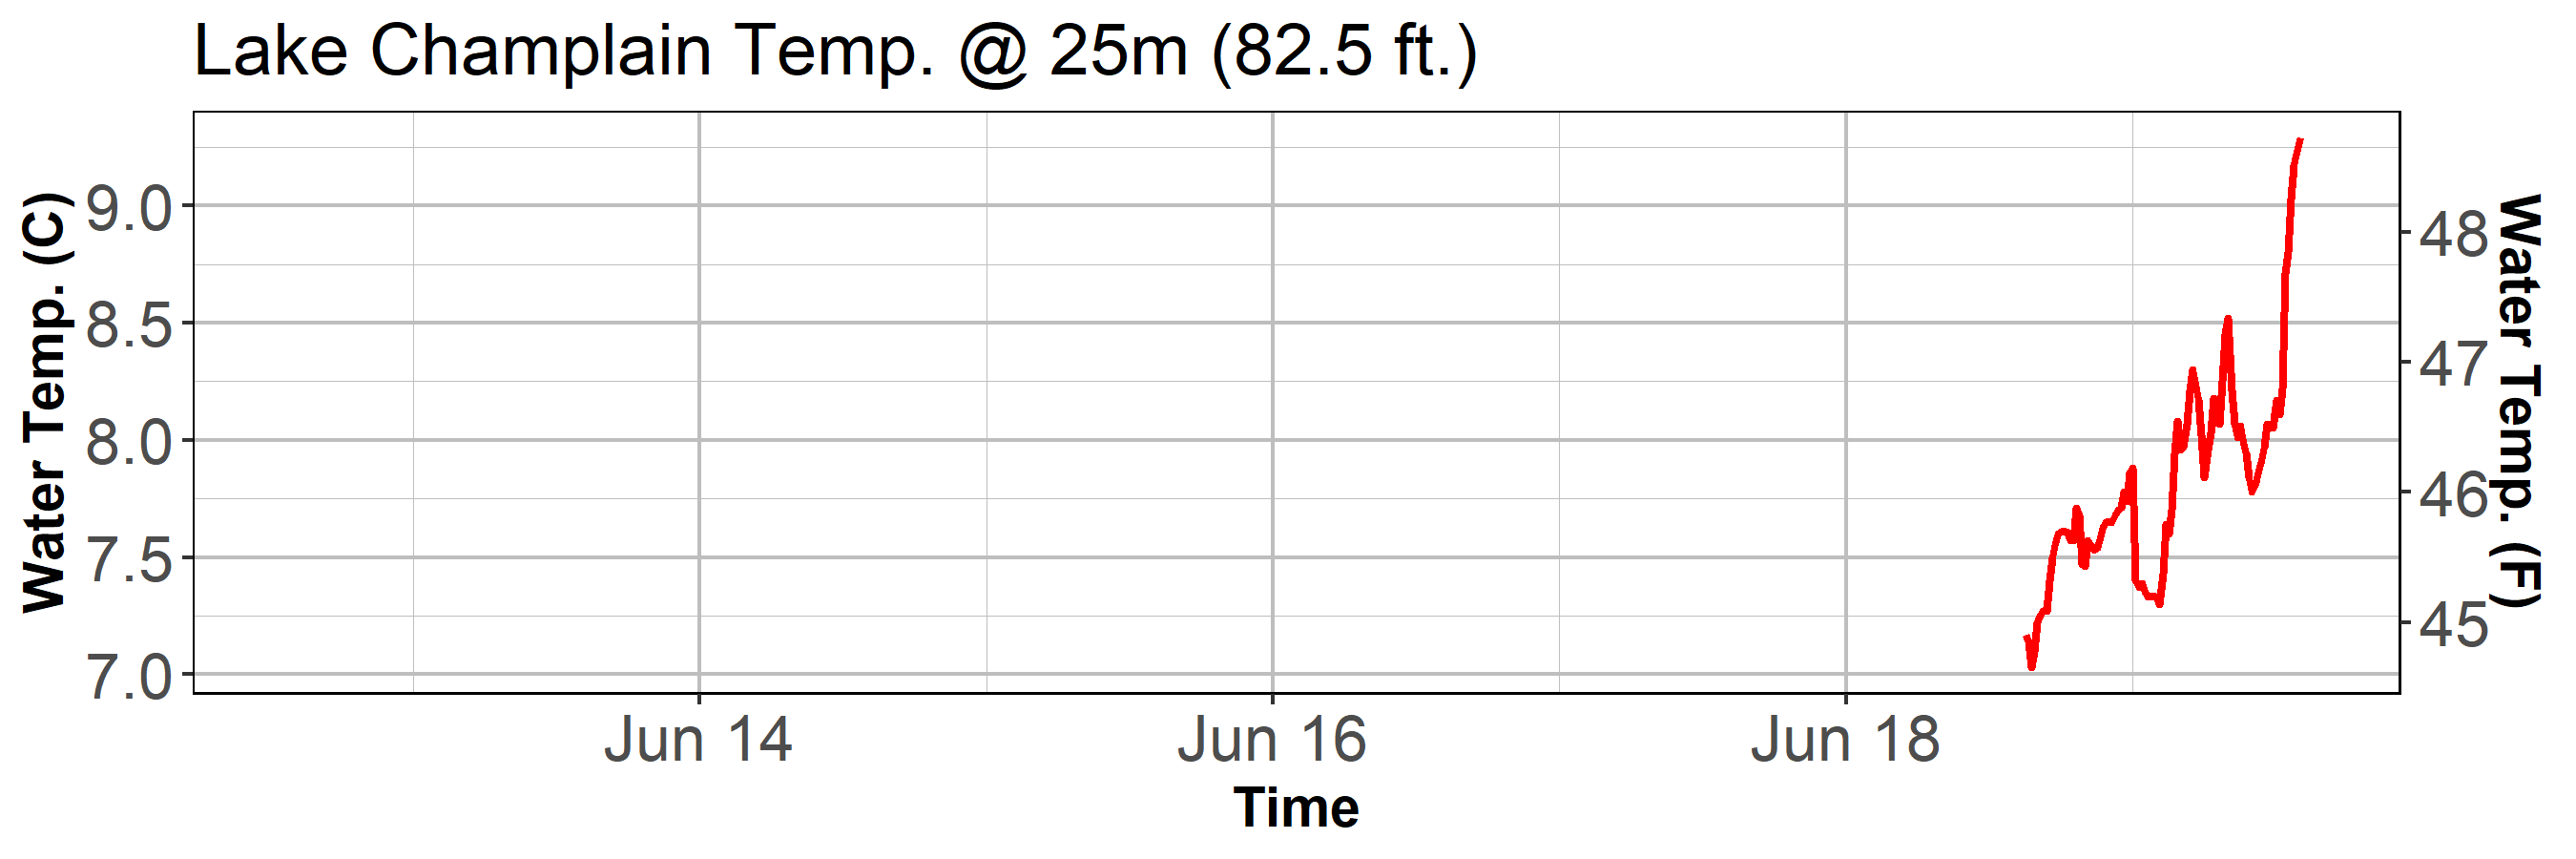 Lake Champlain Temp. @ 25m (82.5 ft.)
Water Temp. (C)
9.0
8.5
8.0
7.5
7.0
48
47
46
45
Water Temp. (F)
Jun 14
Jun 16
Jun 18
Time